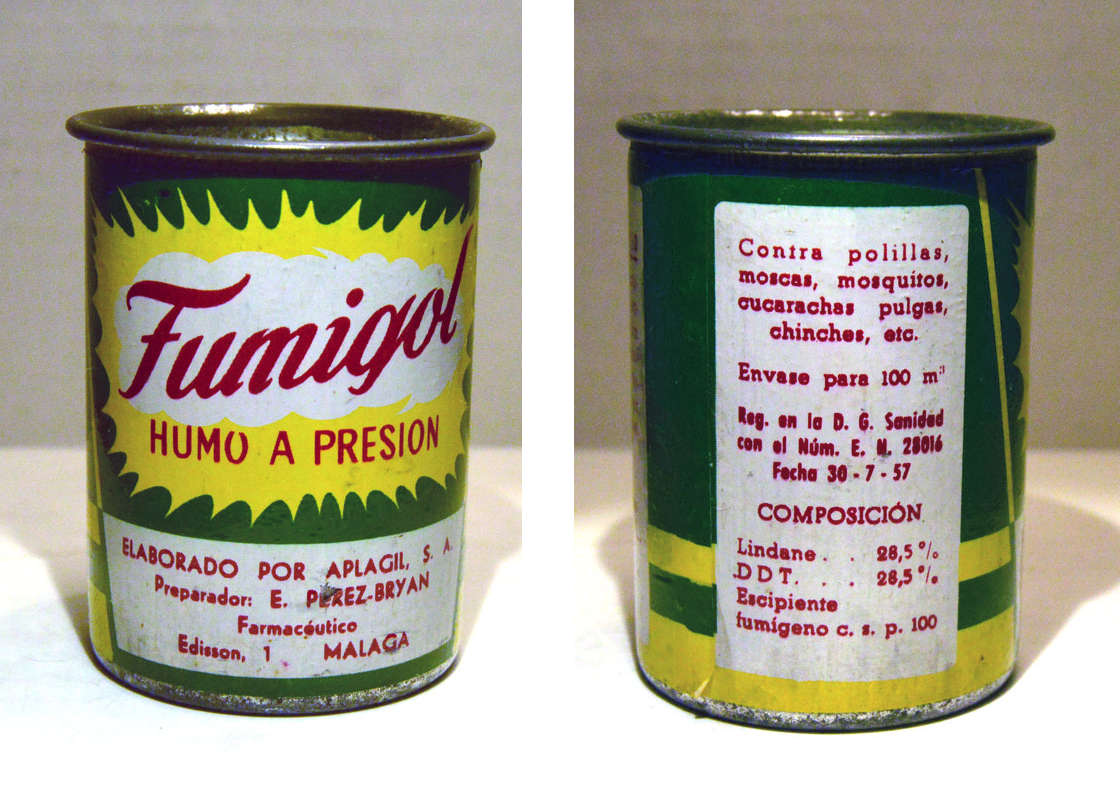 Fumigol
HUMO A PRESION
ELABORADO POR APLAGIL, S. A.
Preparador: E. PEREZ-BRYAN
Farmacéutico
Edisson, 1 MALAGA
Contra polillas,
moscas, mosquitos,
cucarachas pulgas,
chinches, etc.
Envase para 100 m³
Reg. en la D. G. Sanidad
con el Núm. E. N. 28016
Fecha 30 - 7 - 57
COMPOSICIÓN
Lindane . . 28,5 %
D D T. . . 28,5 %
Escipiente
fumígeno c. s. p. 100